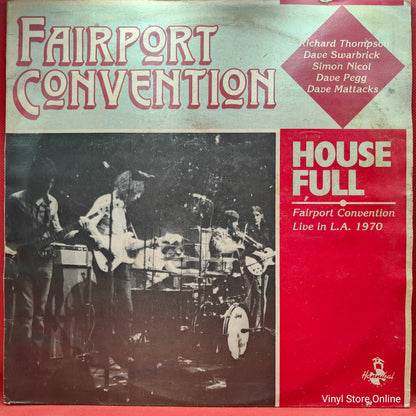 FAIRPORT
CONVENTION
Richard Thompson
Dave Swarbrick
Simon Nicol
Dave Pegg
Dave Mattacks
HOUSE
FULL
Fairport Convention
Live in L.A. 1970
Hannibal
Vinyl Store Online